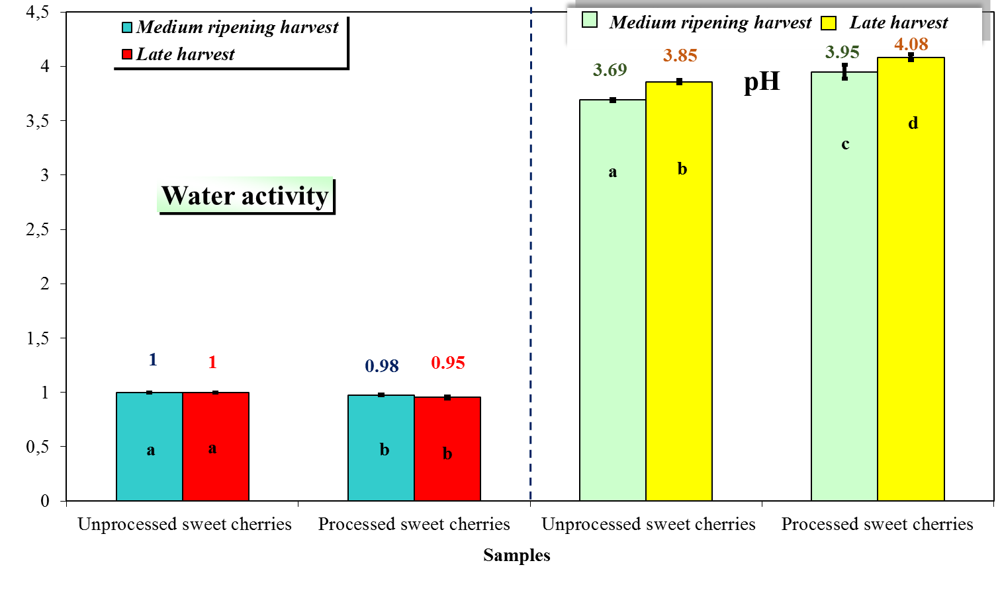 4,5
4
3,5
3
2,5
2
1,5
1
0,5
0
Medium ripening harvest
Late harvest
Water activity
1
1
0.98
0.95
a
a
b
b
Medium ripening harvest
Late harvest
pH
3.69
3.85
3.95
4.08
a
b
c
d
Unprocessed sweet cherries
Processed sweet cherries
Unprocessed sweet cherries
Processed sweet cherries
Samples